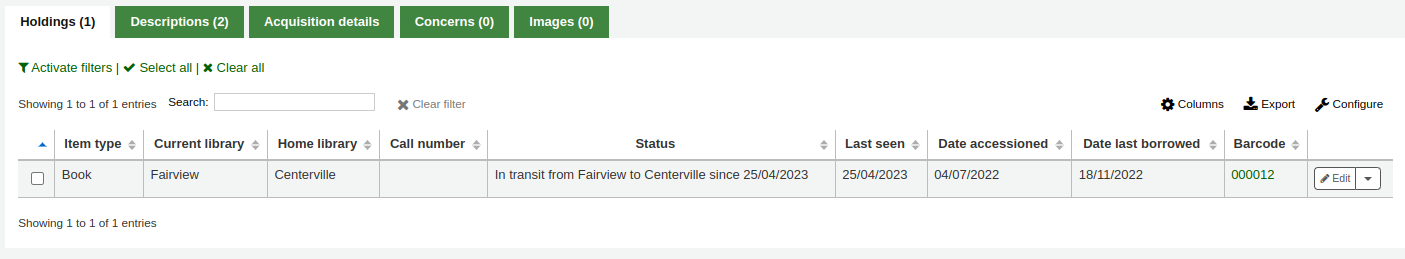 Holdings (1) Descriptions (2) Acquisition details Concerns (0) Images (0)
Activate filters | Select all | Clear all
Showing 1 to 1 of 1 entries Search: Clear filter Columns Export Configure
Item type Current library Home library Call number Status Last seen Date accessioned Date last borrowed Barcode
Book Fairview Centerville In transit from Fairview to Centerville since 25/04/2023 25/04/2023 04/07/2022 18/11/2022 000012 Edit
Showing 1 to 1 of 1 entries